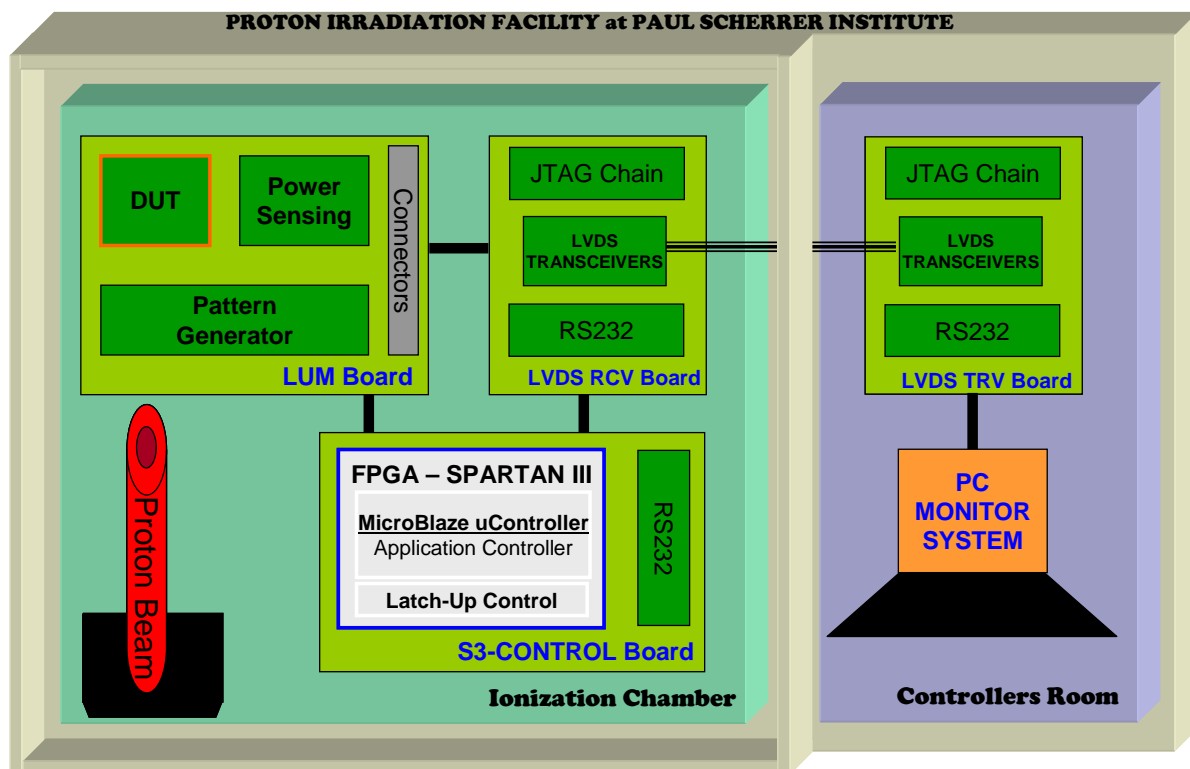 PROTON IRRADIATION FACILITY at PAUL SCHERRER INSTITUTE
DUT
Power
Sensing
Connectors
Pattern
Generator
LUM Board
JTAG Chain
LVDS
TRANSCEIVERS
RS232
LVDS RCV Board
JTAG Chain
LVDS
TRANSCEIVERS
RS232
LVDS TRV Board
Proton Beam
FPGA – SPARTAN III
MicroBlaze uController
Application Controller
Latch-Up Control
RS232
S3-CONTROL Board
PC
MONITOR
SYSTEM
Ionization Chamber
Controllers Room